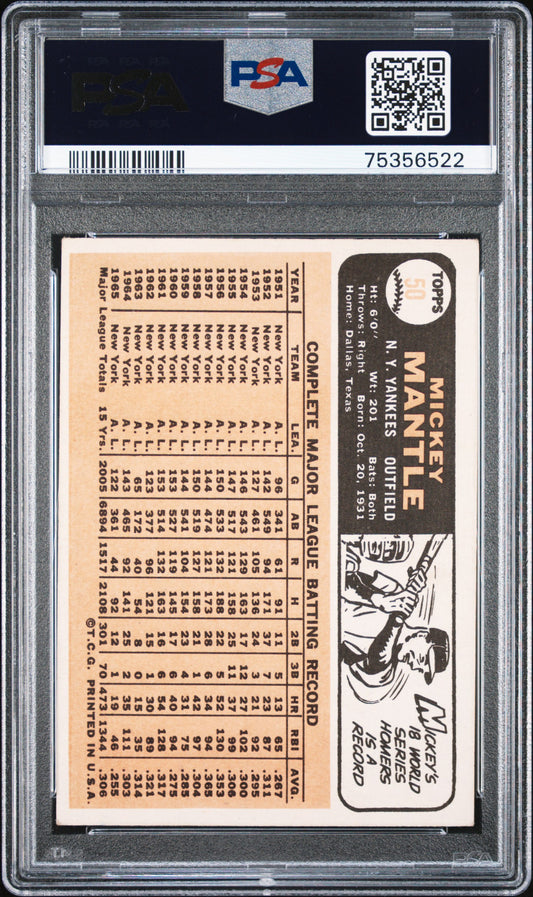 PSA
PSA PSA PSA
PSA
PSA PSA PSA
PSA
75356522
TOPPS
50
MICKEY
MANTLE
N. Y. YANKEES OUTFIELD
Ht: 6'0" Wt: 201 Bats: Both
Throws: Right Born: Oct. 20, 1931
Home: Dallas, Texas
MICKEY'S
18 WORLD
SERIES
HOMERS
IS A
RECORD
COMPLETE MAJOR LEAGUE BATTING RECORD
YEAR TEAM LEA. G AB R H 2B 3B HR RBI AVG.
1951 New York A. L. 96 341 61 91 11 5 13 65 .267
1952 New York A. L. 142 549 94 171 37 7 23 87 .311
1953 New York A. L. 127 461 105 136 24 3 21 92 .295
1954 New York A. L. 146 543 129 163 17 12 27 102 .300
1955 New York A. L. 147 517 121 158 25 11 37 99 .306
1956 New York A. L. 150 533 132 188 22 5 52 130 .353
1957 New York A. L. 144 474 121 173 28 6 34 94 .365
1958 New York A. L. 150 519 127 158 21 1 42 97 .304
1959 New York A. L. 144 541 104 154 23 4 31 75 .285
1960 New York A. L. 153 527 119 145 17 6 40 94 .275
1961 New York A. L. 153 514 132 163 16 6 54 128 .317
1962 New York A. L. 123 377 96 121 15 1 30 89 .321
1963 New York A. L. 65 172 40 54 8 0 15 35 .314
1964 New York A. L. 143 465 92 141 25 2 35 111 .303
1965 New York A. L. 122 361 44 92 12 1 19 46 .255
Major League Totals 15 Yrs. 2005 6894 1517 2108 301 70 473 1344 .306
©T.C.G. PRINTED IN U.S.A.
PSA